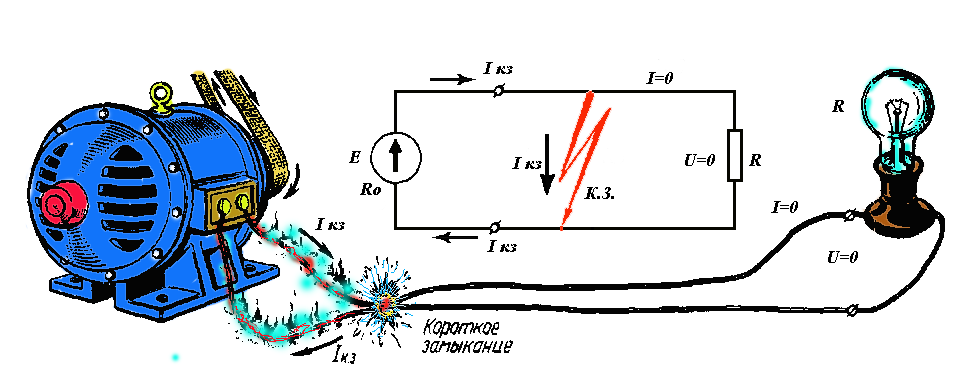 I кз
I=0
E
Ro
I кз
U=0
R
К.З.
I кз
R
I=0
U=0
I кз
Короткое
замыкание
Iкз